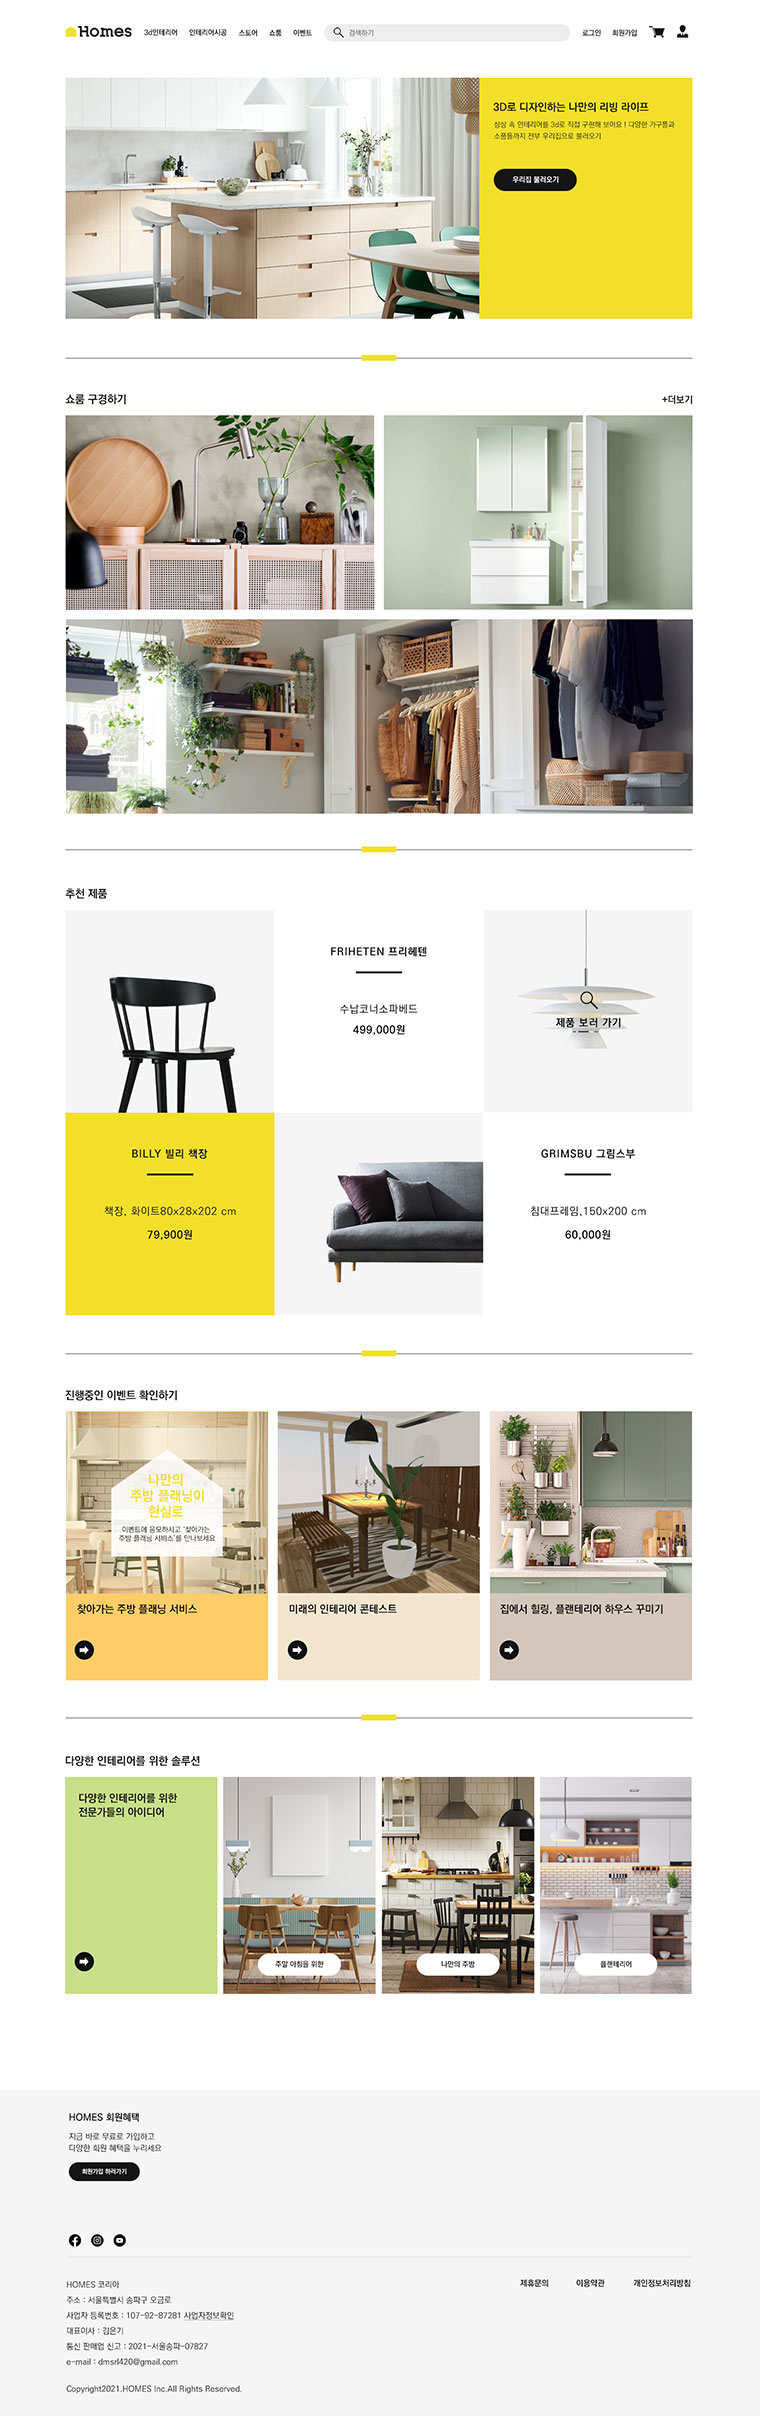 Homes
3d인테리어
인테리어시공
스토어
쇼룸
이벤트
검색하기
로그인
회원가입
3D로 디자인하는 나만의 리빙 라이프
상상 속 인테리어를 3d로 직접 구현해 보아요 ! 다양한 가구들과
소품들까지 전부 우리집으로 불러오기
우리집 불러오기
쇼룸 구경하기
+더보기
추천 제품
FRIHETEN 프리헤텐
수납코너소파베드
499,000원
제품 보러 가기
BILLY 빌리 책장
책장, 화이트80x28x202 cm
79,900원
GRIMSBU 그림스부
침대프레임,150x200 cm
60,000원
진행중인 이벤트 확인하기
나만의
주방 플래닝이
현실로
이벤트에 응모하시고 '찾아가는
주방 플래닝 서비스'를 만나보세요
찾아가는 주방 플래닝 서비스
미래의 인테리어 콘테스트
집에서 힐링, 플랜테리어 하우스 꾸미기
다양한 인테리어를 위한 솔루션
다양한 인테리어를 위한
전문가들의 아이디어
주말 아침을 위한
나만의 주방
플랜테리어
HOMES 회원혜택
지금 바로 무료로 가입하고
다양한 회원 혜택을 누리세요
회원가입 하러가기
HOMES 코리아
주소 : 서울특별시 송파구 오금로
사업자 등록번호 : 107-92-87281 사업자정보확인
대표이사 : 김은기
통신 판매업 신고 : 2021-서울송파-07827
e-mail : dmsrl420@gmail.com
제휴문의
이용약관
개인정보처리방침
Copyright2021.HOMES Inc.All Rights Reserved.